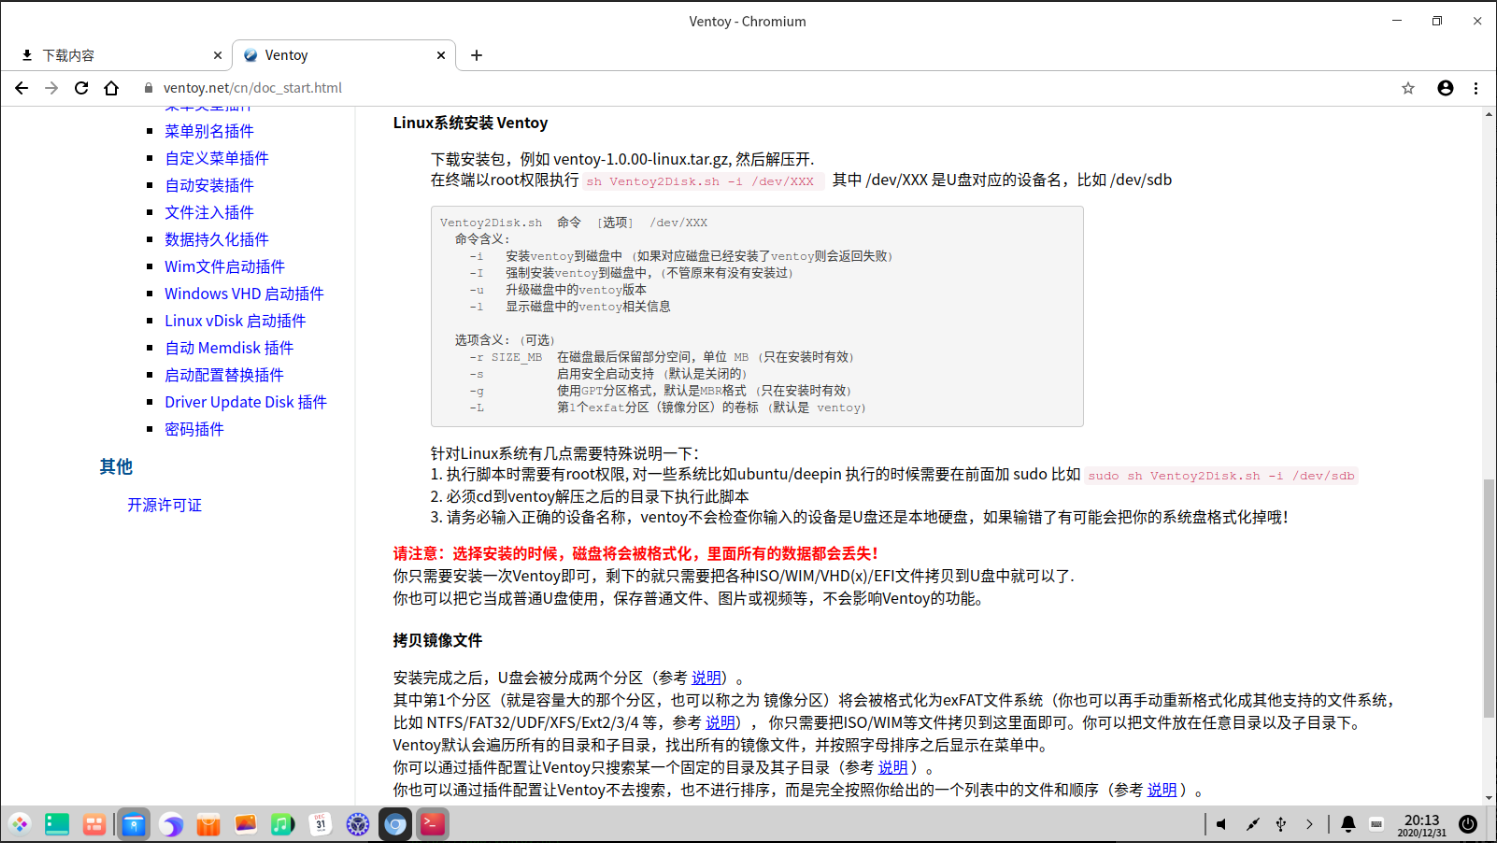 Ventoy - Chromium
下载内容
Ventoy
ventoy.net/cn/doc_start.html
菜单类型插件
菜单别名插件
自定义菜单插件
自动安装插件
文件注入插件
数据持久化插件
Wim文件启动插件
Windows VHD 启动插件
Linux vDisk 启动插件
自动 Memdisk 插件
启动配置替换插件
Driver Update Disk 插件
密码插件
其他
开源许可证
Linux系统安装 Ventoy
下载安装包，例如 ventoy-1.0.00-linux.tar.gz, 然后解压开.
在终端以root权限执行 sh Ventoy2Disk.sh -i /dev/XXX 其中 /dev/XXX 是U盘对应的设备名，比如 /dev/sdb
Ventoy2Disk.sh 命令 [选项] /dev/XXX
命令含义:
-i 安装ventoy到磁盘中 (如果对应磁盘已经安装了ventoy则会返回失败)
-I 强制安装ventoy到磁盘中，(不管原来有没有安装过)
-u 升级磁盘中的ventoy版本
-l 显示磁盘中的ventoy相关信息
选项含义: (可选)
-r SIZE_MB 在磁盘最后保留部分空间，单位 MB (只在安装时有效)
-s 启用安全启动支持 (默认是关闭的)
-g 使用GPT分区格式，默认是MBR格式 (只在安装时有效)
-L 第1个exfat分区（镜像分区）的卷标 (默认是 ventoy)
针对Linux系统有几点需要特殊说明一下：
1. 执行脚本时需要有root权限, 对一些系统比如ubuntu/deepin 执行的时候需要在前面加 sudo 比如 sudo sh Ventoy2Disk.sh -i /dev/sdb
2. 必须cd到ventoy解压之后的目录下执行此脚本
3. 请务必输入正确的设备名称，ventoy不会检查你输入的设备是U盘还是本地硬盘，如果输错了有可能会把你的系统盘格式化掉哦！
请注意：选择安装的时候，磁盘将会被格式化，里面所有的数据都会丢失！
你只需要安装一次Ventoy即可，剩下的就只需要把各种ISO/WIM/VHD(x)/EFI文件拷贝到U盘中就可以了.
你也可以把它当成普通U盘使用，保存普通文件、图片或视频等，不会影响Ventoy的功能。
拷贝镜像文件
安装完成之后，U盘会被分成两个分区（参考 说明）。
其中第1个分区（就是容量大的那个分区，也可以称之为 镜像分区）将会被格式化为exFAT文件系统（你也可以再手动重新格式化成其他支持的文件系统，
比如 NTFS/FAT32/UDF/XFS/Ext2/3/4 等，参考 说明），你只需要把ISO/WIM等文件拷贝到这里面即可。你可以把文件放在任意目录以及子目录下。
Ventoy默认会遍历所有的目录和子目录，找出所有的镜像文件，并按照字母排序之后显示在菜单中。
你可以通过插件配置让Ventoy只搜索某一个固定的目录及其子目录（参考 说明 ）。
你也可以通过插件配置让Ventoy不去搜索，也不进行排序，而是完全按照你给出的一个列表中的文件和顺序（参考 说明 ）。
DEC
31
20:13
2020/12/31